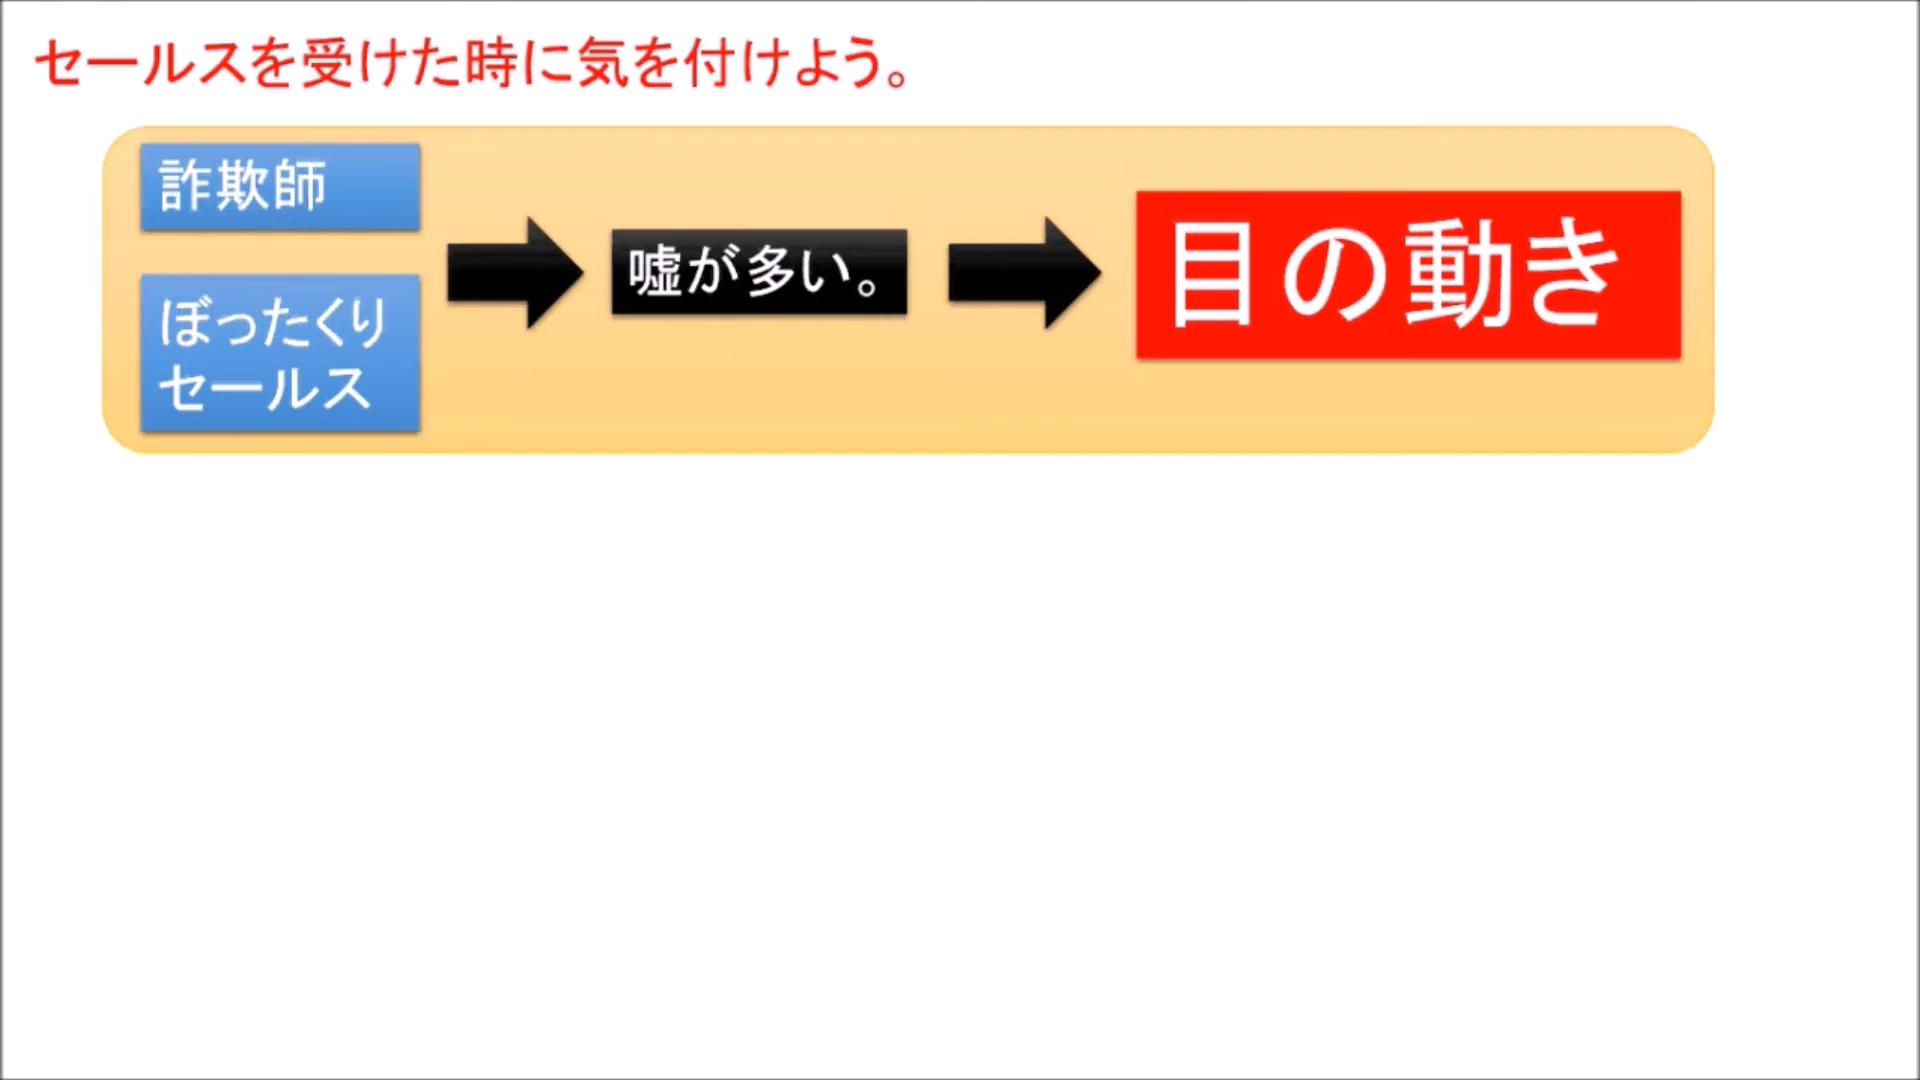 セールスを受けた時に気を付けよう。
詐欺師
ぼったくり
セールス
嘘が多い。
目の動き